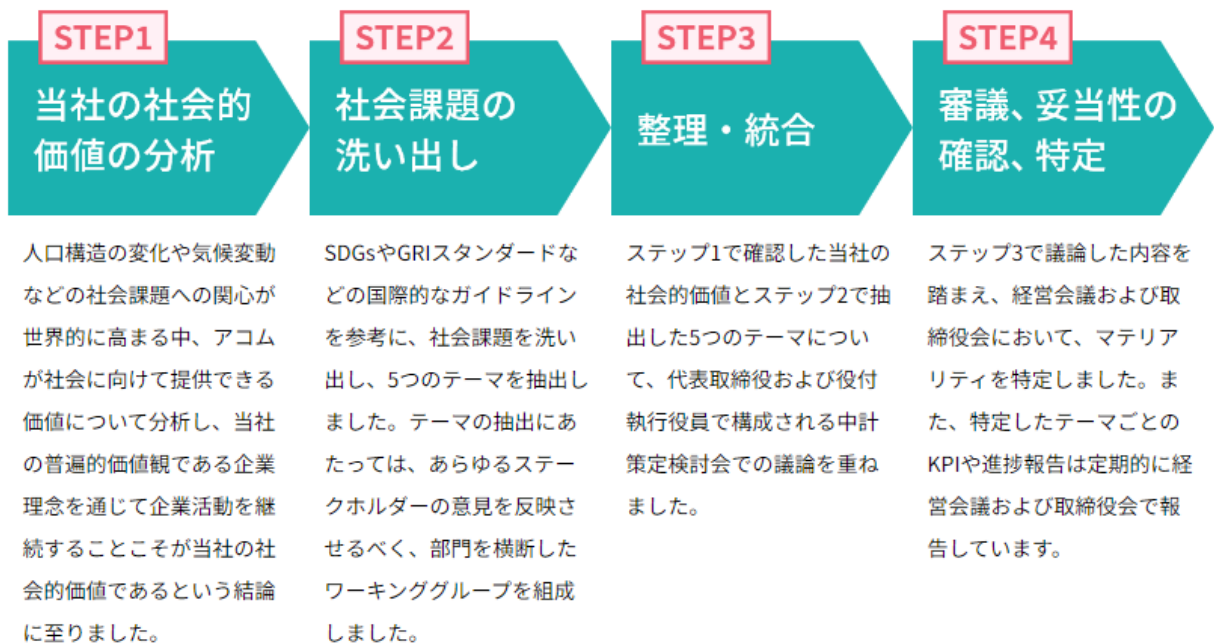 STEP1
当社の社会的
価値の分析
人口構造の変化や気候変動
などの社会課題への関心が
世界的に高まる中、アコム
が社会に向けて提供できる
価値について分析し、当社
の普遍的価値観である企業
理念を通じて企業活動を継
続することこそが当社の社
会的価値であるという結論
に至りました。
STEP2
社会課題の
洗い出し
SDGsやGRIスタンダードな
どの国際的なガイドライン
を参考に、社会課題を洗い
出し、5つのテーマを抽出し
ました。テーマの抽出にあ
たっては、あらゆるステー
クホルダーの意見を反映さ
せるべく、部門を横断した
ワーキンググループを組成
しました。
STEP3
整理・統合
ステップ1で確認した当社の
社会的価値とステップ2で抽
出した5つのテーマについ
て、代表取締役および役付
執行役員で構成される中計
策定検討会での議論を重ね
ました。
STEP4
審議、妥当性の
確認、特定
ステップ3で議論した内容を
踏まえ、経営会議および取
締役会において、マテリア
リティを特定しました。ま
た、特定したテーマごとの
KPIや進捗報告は定期的に経
営会議および取締役会で報
告しています。